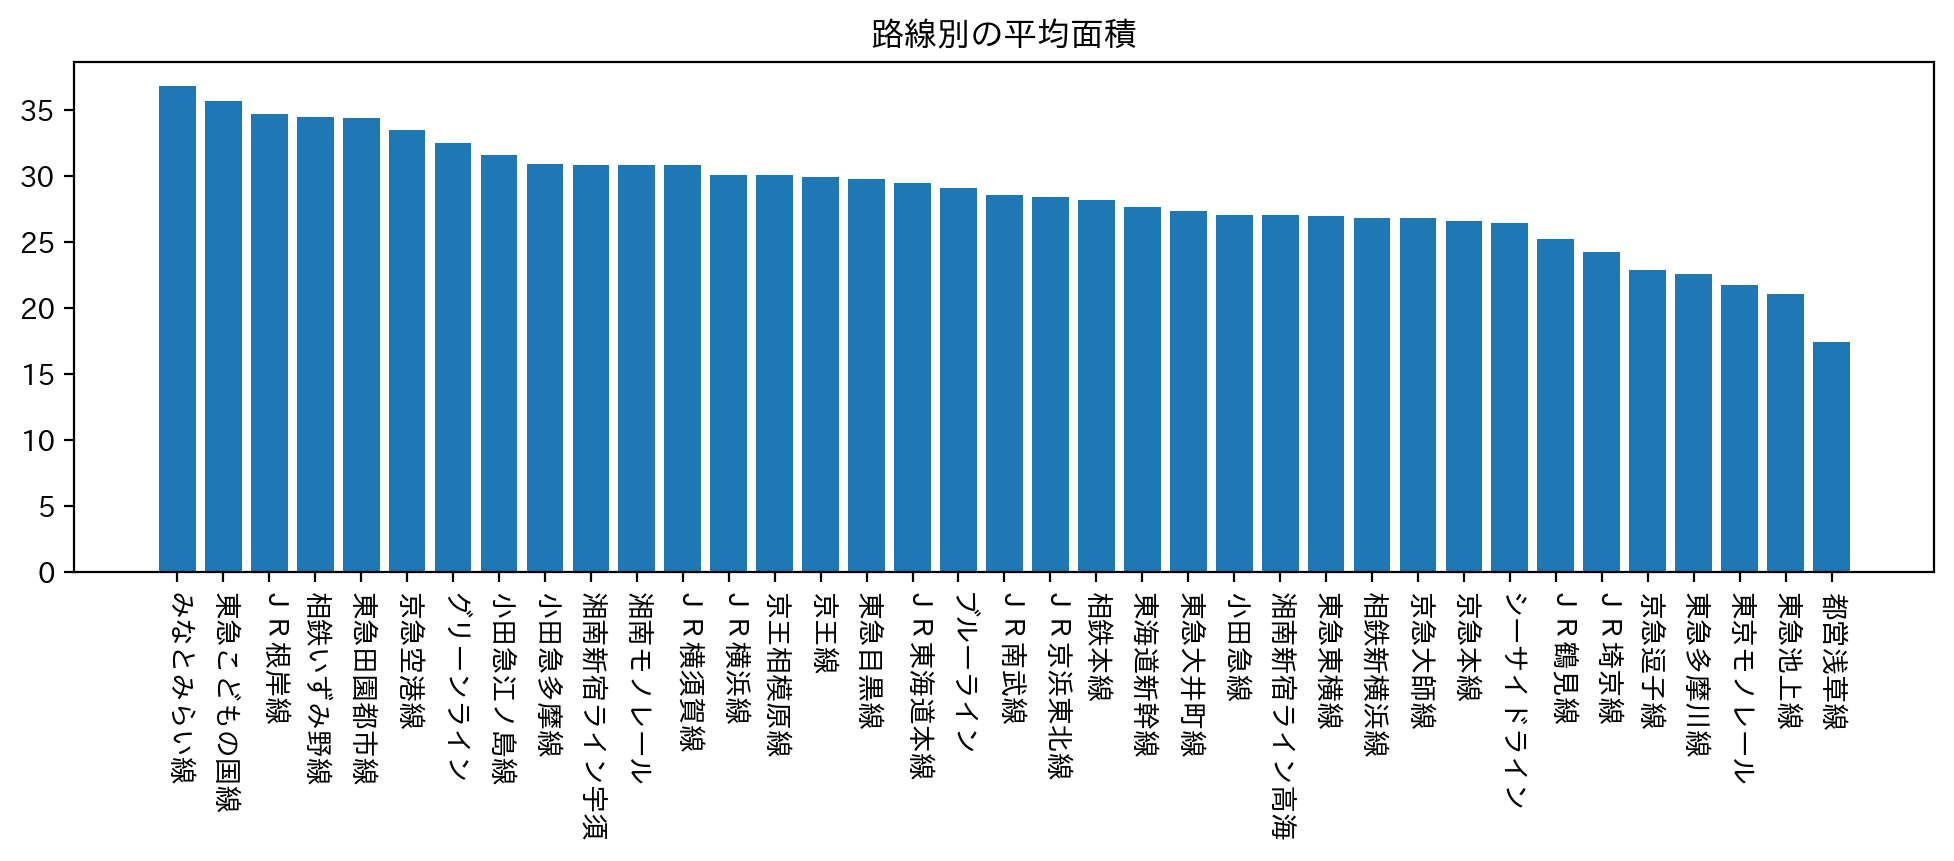 路線別の平均面積
35
30
25
20
15
10
5
0
みなとみらい線
東急こどもの国線
ＪＲ根岸線
相鉄いずみ野線
東急田園都市線
京急空港線
グリーンライン
小田急江ノ島線
小田急多摩線
湘南新宿ライン宇須
湘南モノレール
ＪＲ横須賀線
ＪＲ横浜線
京王相模原線
京王線
東急目黒線
ＪＲ東海道本線
ブルーライン
ＪＲ南武線
ＪＲ京浜東北線
相鉄本線
東海道新幹線
東急大井町線
小田急線
湘南新宿ライン高海
東急東横線
相鉄新横浜線
京急大師線
京急本線
シーサイドライン
ＪＲ鶴見線
ＪＲ埼京線
京急逗子線
東急多摩川線
東京モノレール
東急池上線
都営浅草線